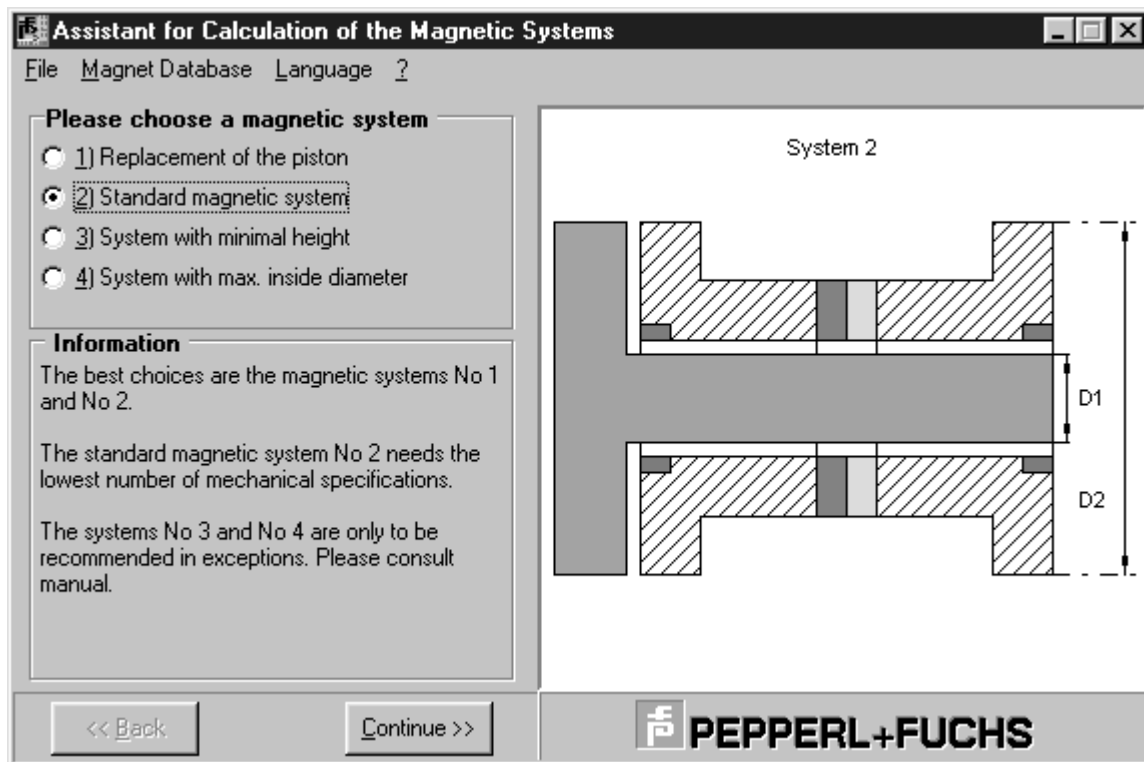 Assistant for Calculation of the Magnetic Systems
File Magnet Database Language ?
Please choose a magnetic system
1) Replacement of the piston
2) Standard magnetic system
3) System with minimal height
4) System with max. inside diameter
Information
The best choices are the magnetic systems No 1
and No 2.
The standard magnetic system No 2 needs the
lowest number of mechanical specifications.
The systems No 3 and No 4 are only to be
recommended in exceptions. Please consult
manual.
System 2
D1
D2
<< Back
Continue >>
PEPPERL+FUCHS